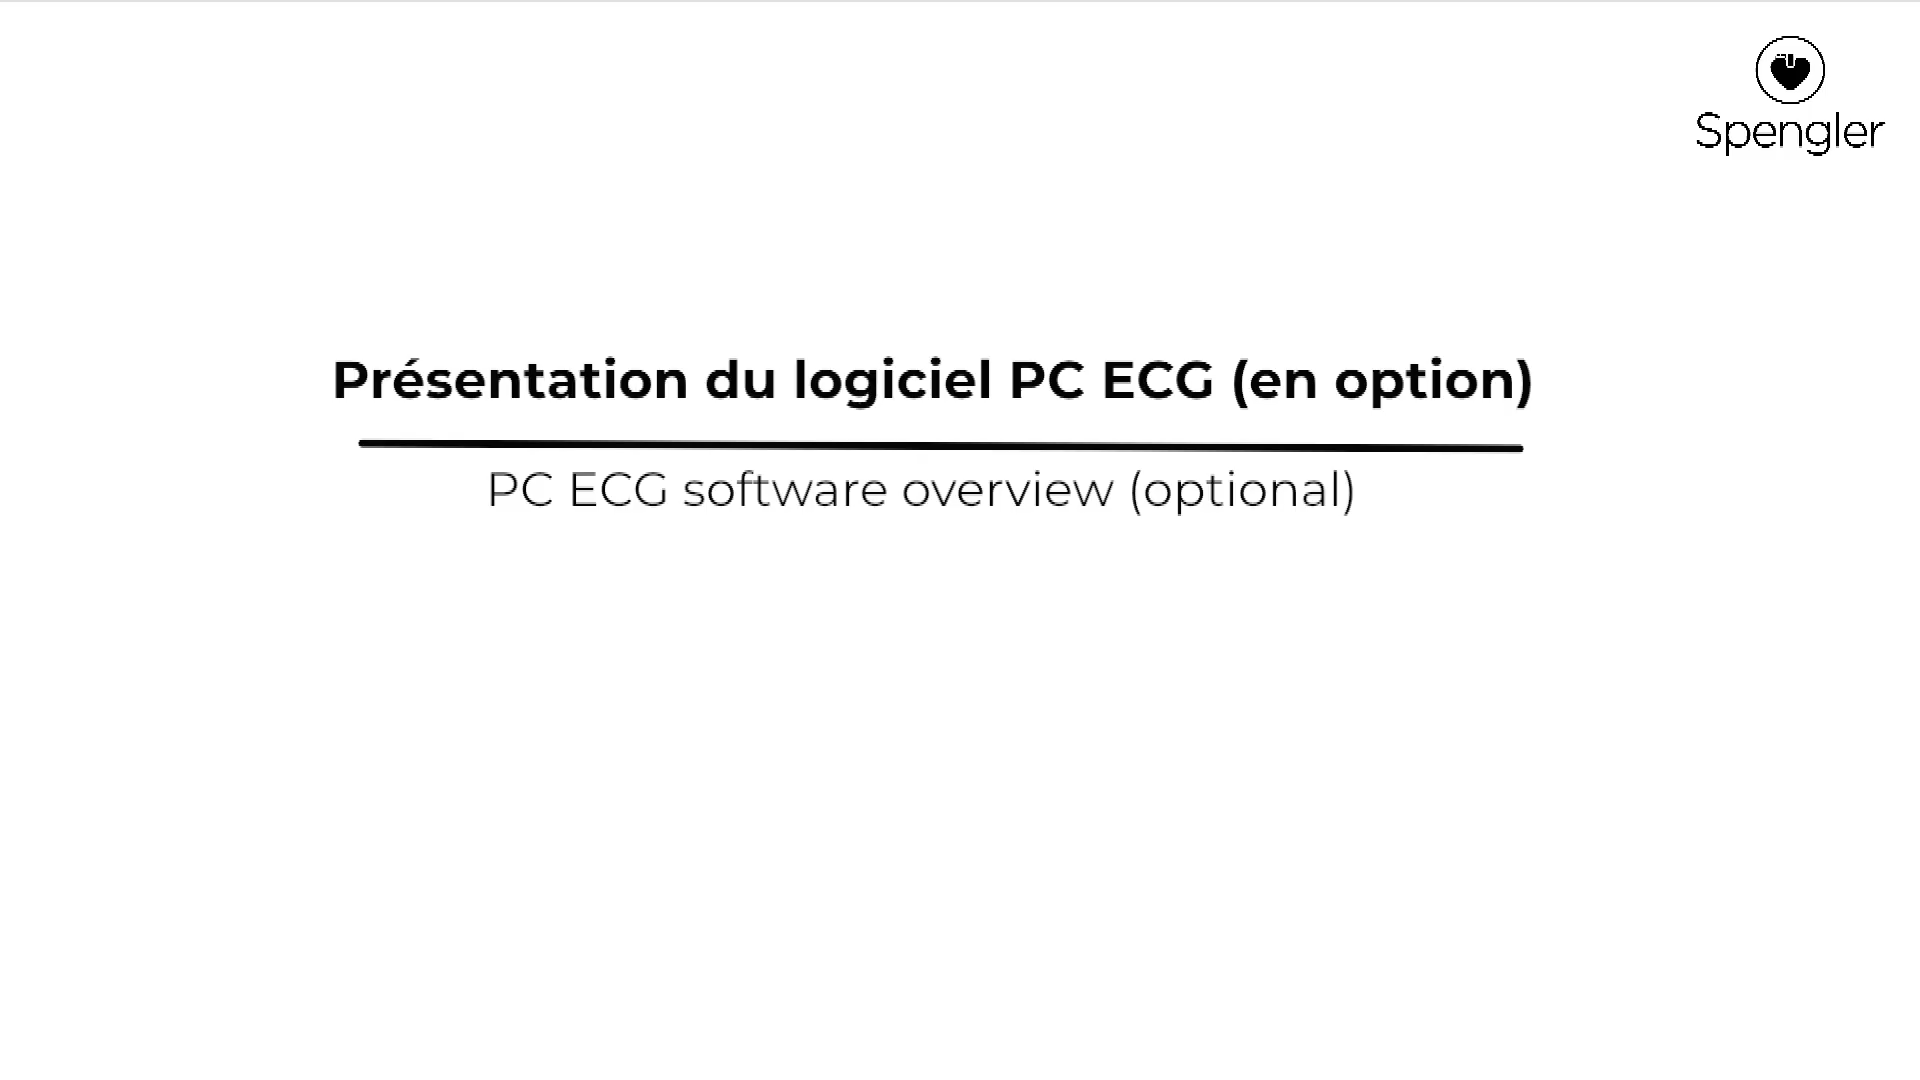 Spengler
Présentation du logiciel PC ECG (en option)
PC ECG software overview (optional)